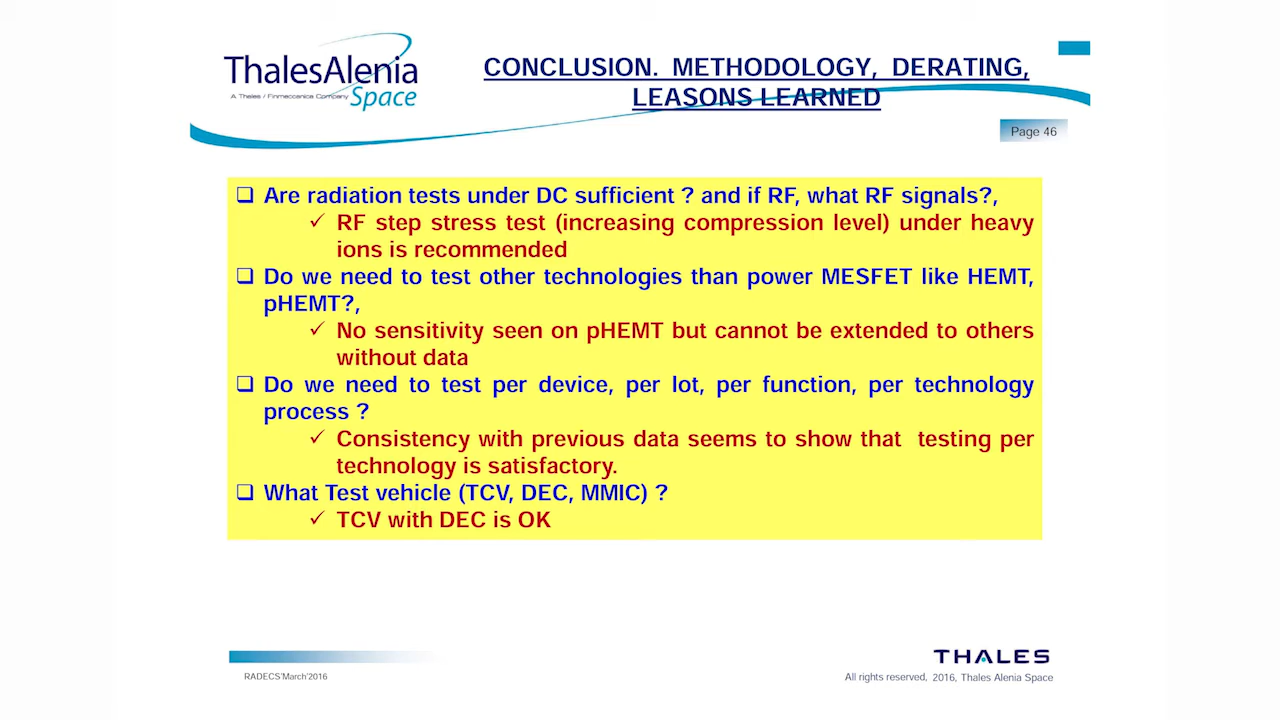 ThalesAlenia
A Thales / Finmeccanica Company
Space
CONCLUSION. METHODOLOGY, DERATING,
LEASONS LEARNED
Page 46
❑ Are radiation tests under DC sufficient ? and if RF, what RF signals?,
✓ RF step stress test (increasing compression level) under heavy
ions is recommended
❑ Do we need to test other technologies than power MESFET like HEMT,
pHEMT?,
✓ No sensitivity seen on pHEMT but cannot be extended to others
without data
❑ Do we need to test per device, per lot, per function, per technology
process ?
✓ Consistency with previous data seems to show that testing per
technology is satisfactory.
❑ What Test vehicle (TCV, DEC, MMIC) ?
✓ TCV with DEC is OK
THALES
RADECS'March'2016
All rights reserved, 2016, Thales Alenia Space